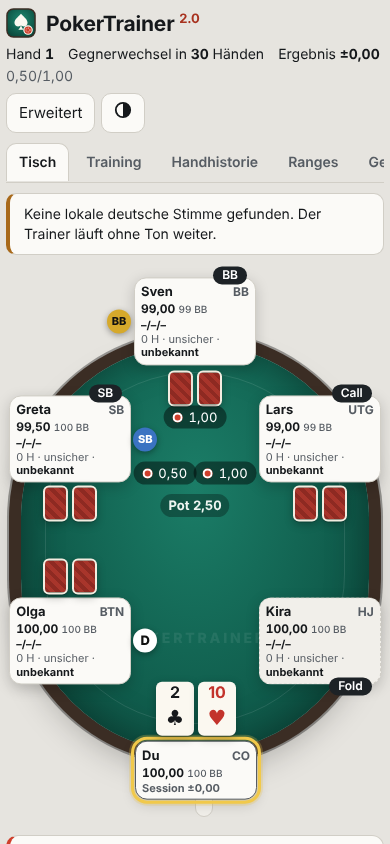 PokerTrainer 2.0
Hand 1 Gegnerwechsel in 30 Händen Ergebnis ±0,00
0,50/1,00
Erweitert
Tisch Training Handhistorie Ranges Ge
Keine lokale deutsche Stimme gefunden. Der
Trainer läuft ohne Ton weiter.
BB
Sven BB
99,00 99 BB
–/–/–
0 H · unsicher ·
unbekannt
BB
SB
Greta SB
99,50 100 BB
–/–/–
0 H · unsicher ·
unbekannt
Call
Lars UTG
99,00 99 BB
–/–/–
0 H · unsicher ·
unbekannt
1,00
SB
0,50 1,00
Pot 2,50
Olga BTN
100,00 100 BB
–/–/–
0 H · unsicher ·
unbekannt
D
ERTRAINER
Kira HJ
100,00 100 BB
–/–/–
0 H · unsicher ·
unbekannt
Fold
2 10
Du CO
100,00 100 BB
Session ±0,00